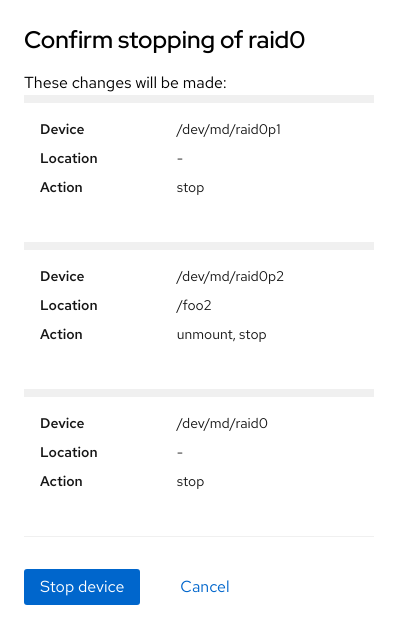 Confirm stopping of raid0
These changes will be made:
Device /dev/md/raid0p1
Location -
Action stop
Device /dev/md/raid0p2
Location /foo2
Action unmount, stop
Device /dev/md/raid0
Location -
Action stop
Stop device Cancel